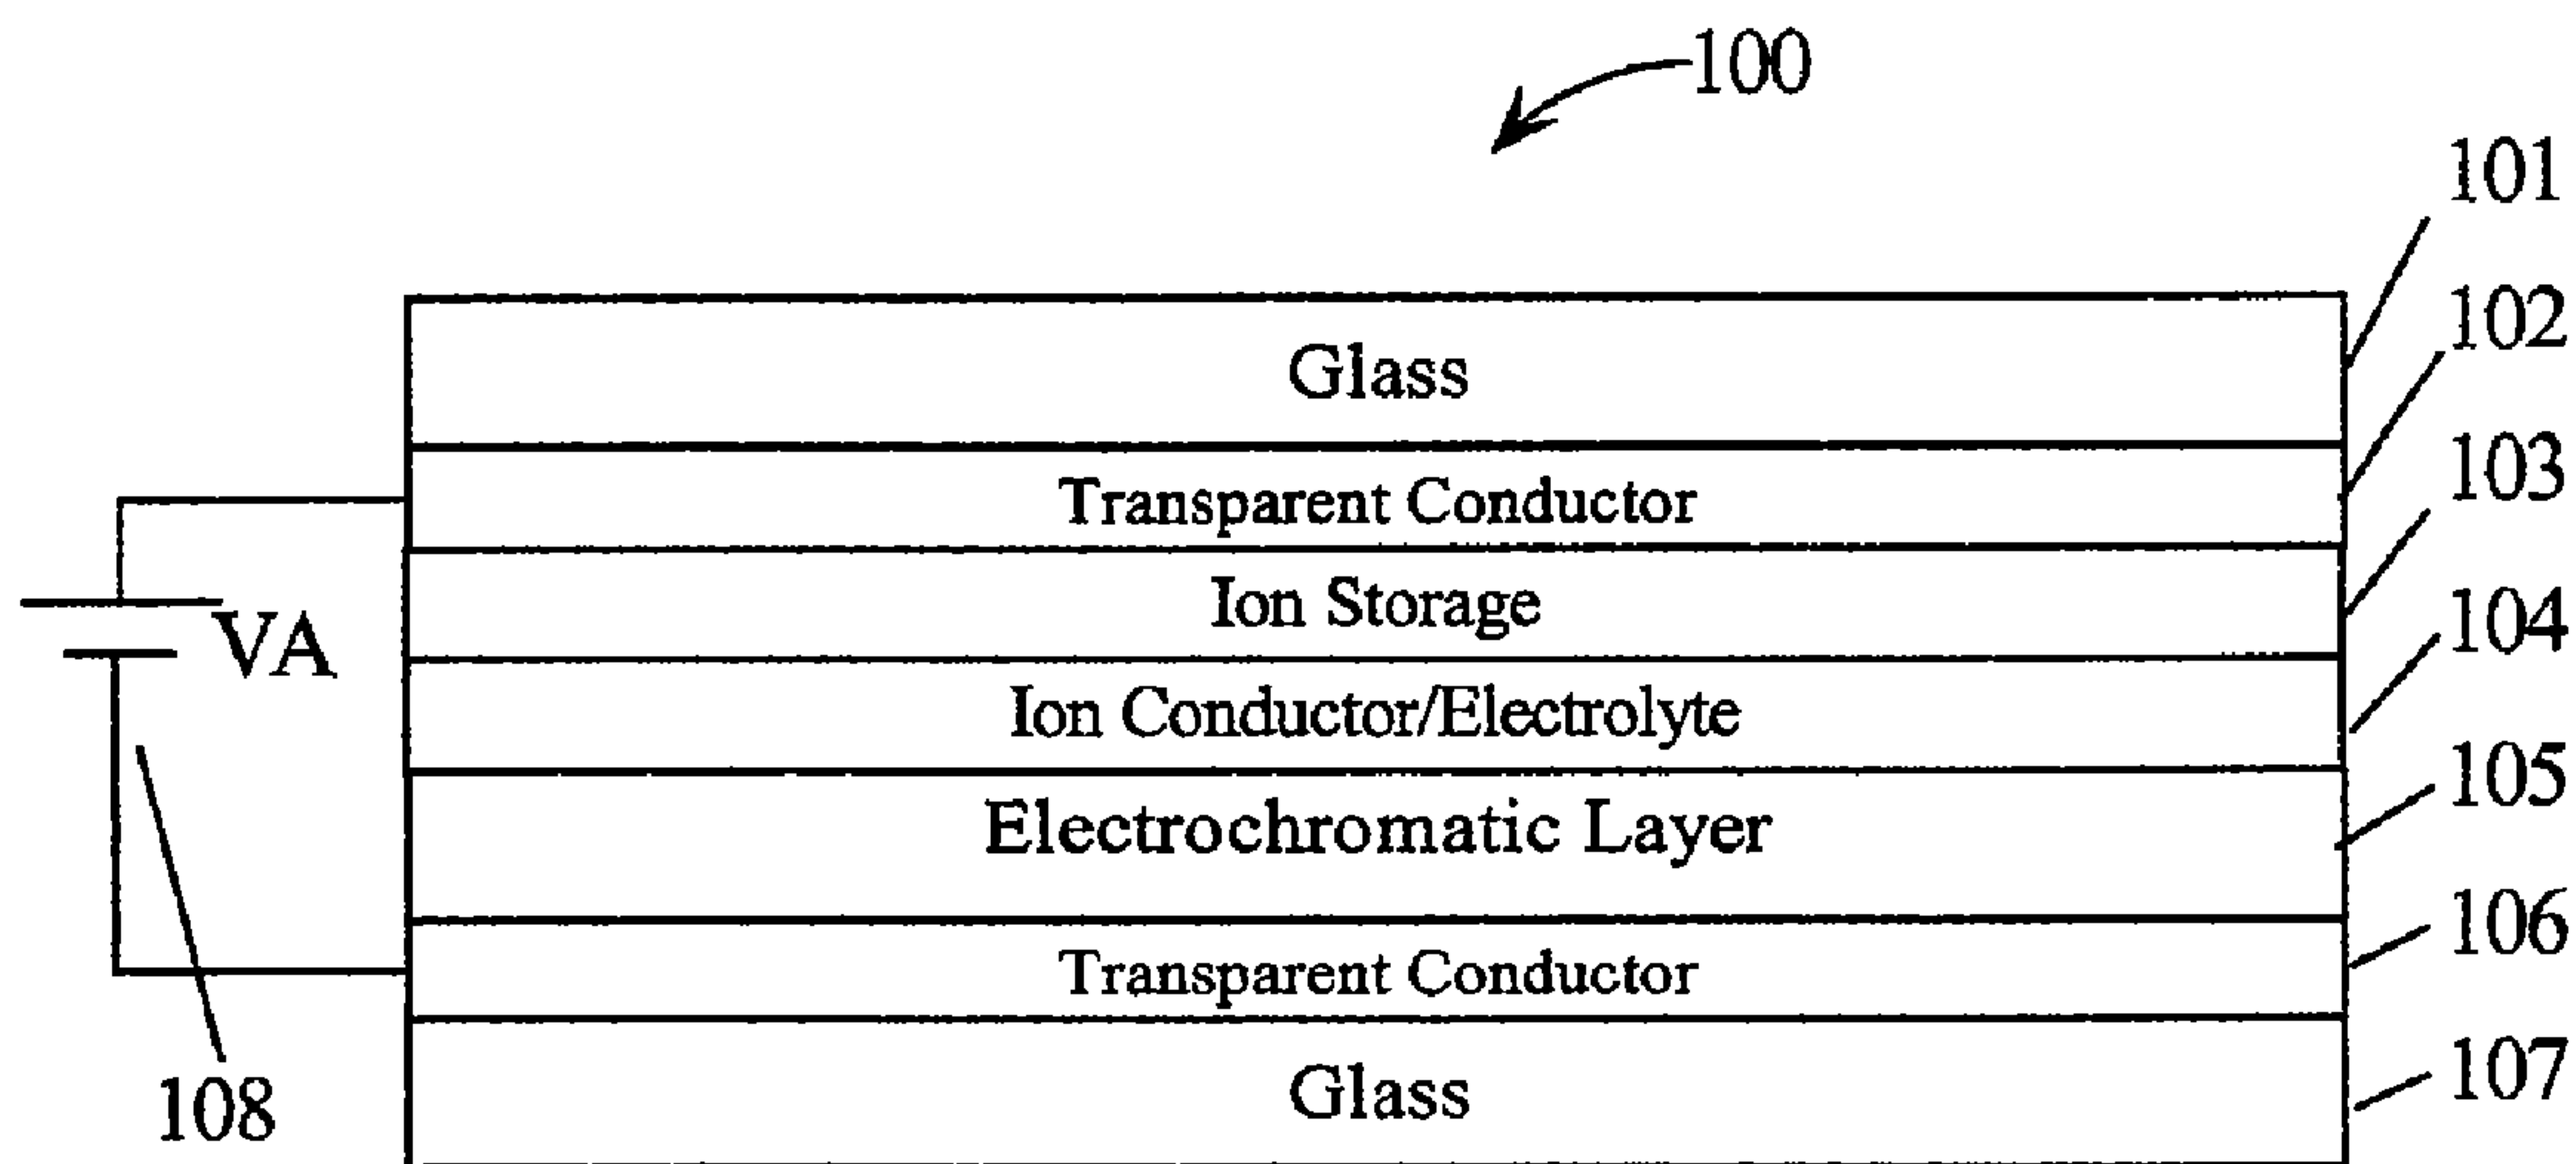 100
101
Glass
102
Transparent Conductor
103
Ion Storage
VA
104
Ion Conductor/Electrolyte
105
Electrochromatic Layer
106
Transparent Conductor
107
Glass
108